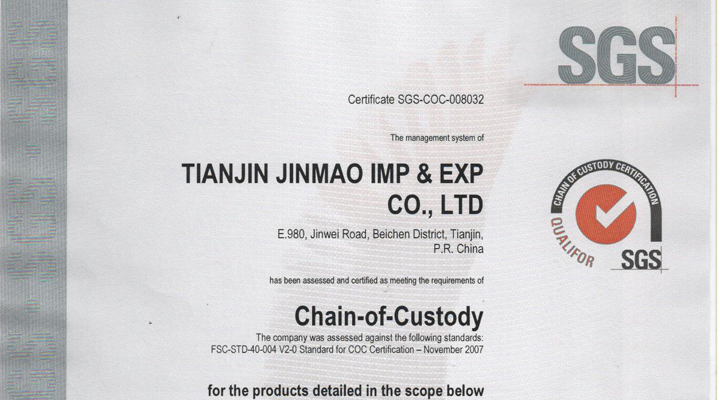 SGS
Certificate SGS-COC-008032
The management system of
TIANJIN JINMAO IMP & EXP
CO., LTD
E.980, Jinwei Road, Beichen District, Tianjin,
P.R. China
CHAIN OF CUSTODY CERTIFICATION
QUALIFOR
SGS
has been assessed and certified as meeting the requirements of
Chain-of-Custody
The company was assessed against the following standards:
FSC-STD-40-004 V2-0 Standard for COC Certification – November 2007
for the products detailed in the scope below